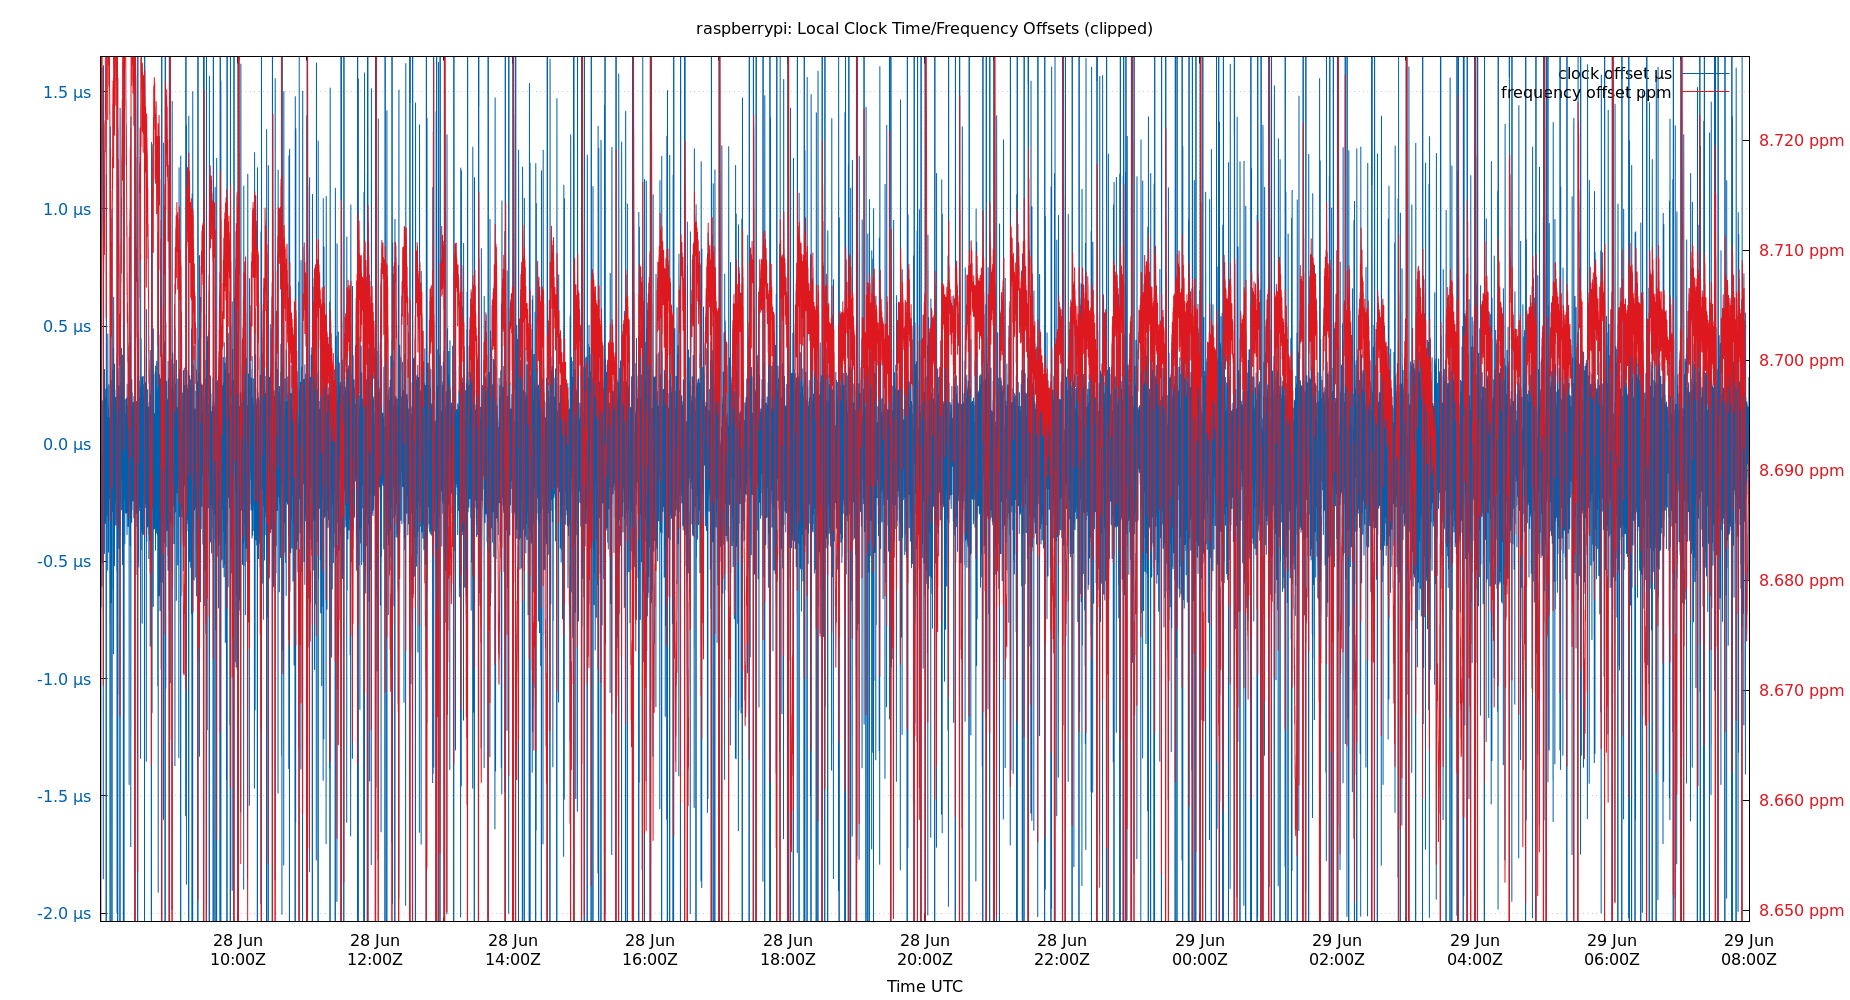 raspberrypi: Local Clock Time/Frequency Offsets (clipped)
clock offset µs
frequency offset ppm
1.5 µs
1.0 µs
0.5 µs
0.0 µs
-0.5 µs
-1.0 µs
-1.5 µs
-2.0 µs
8.720 ppm
8.710 ppm
8.700 ppm
8.690 ppm
8.680 ppm
8.670 ppm
8.660 ppm
8.650 ppm
28 Jun 28 Jun 28 Jun 28 Jun 28 Jun 28 Jun 28 Jun 29 Jun 29 Jun 29 Jun 29 Jun 29 Jun
10:00Z 12:00Z 14:00Z 16:00Z 18:00Z 20:00Z 22:00Z 00:00Z 02:00Z 04:00Z 06:00Z 08:00Z
Time UTC